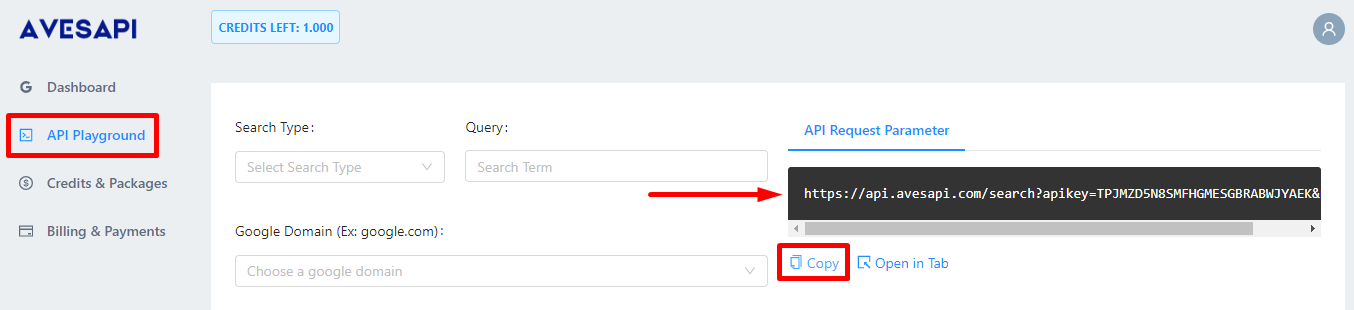 AVESAPI
CREDITS LEFT: 1.000
Dashboard
API Playground
Credits & Packages
Billing & Payments
Search Type:
Select Search Type
Query:
Search Term
Google Domain (Ex: google.com):
Choose a google domain
API Request Parameter
https://api.avesapi.com/search?apikey=TPJMZD5N8SMFHGMESGBRABWJYAEK&
Copy
Open in Tab